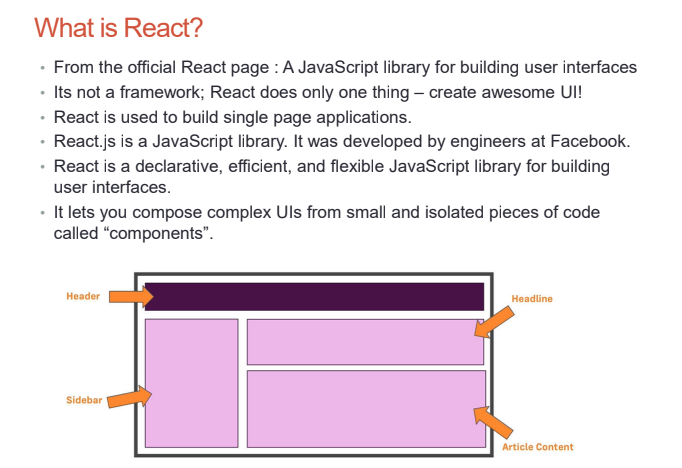 What is React?
• From the official React page : A JavaScript library for building user interfaces
• Its not a framework; React does only one thing – create awesome UI!
• React is used to build single page applications.
• React.js is a JavaScript library. It was developed by engineers at Facebook.
• React is a declarative, efficient, and flexible JavaScript library for building
user interfaces.
• It lets you compose complex UIs from small and isolated pieces of code
called “components”.
Header
Headline
Sidebar
Article Content